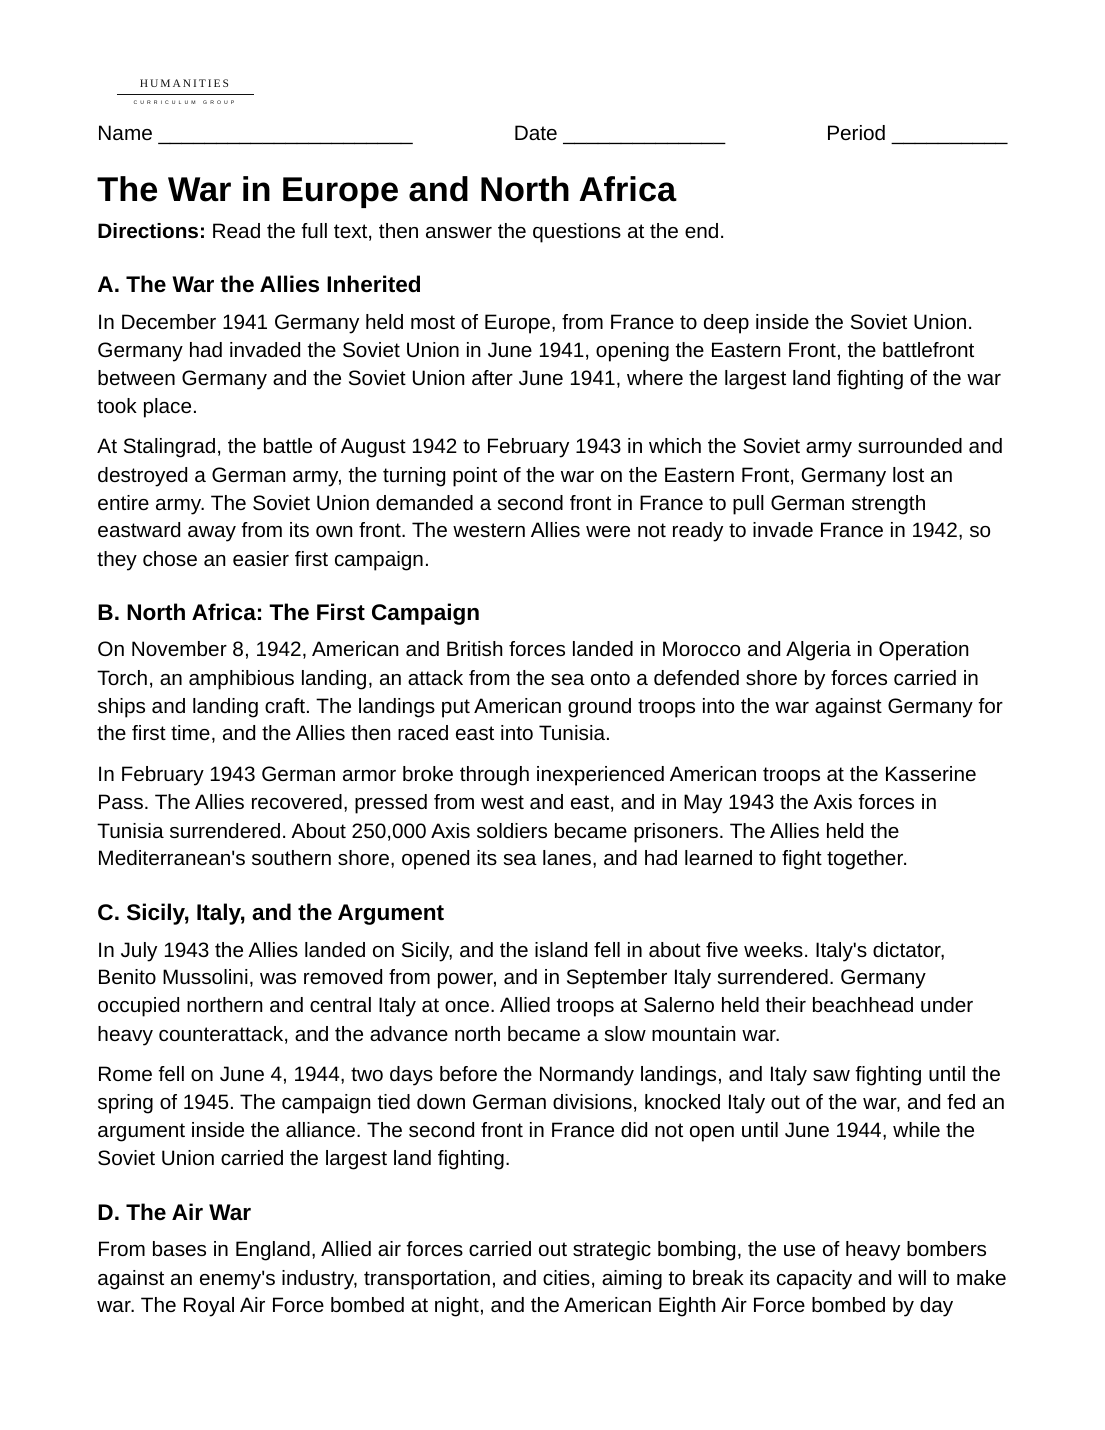 HUMANITIES
CURRICULUM GROUP
Name ______________________ Date ______________ Period __________
The War in Europe and North Africa
Directions: Read the full text, then answer the questions at the end.
A. The War the Allies Inherited
In December 1941 Germany held most of Europe, from France to deep inside the Soviet Union.
Germany had invaded the Soviet Union in June 1941, opening the Eastern Front, the battlefront
between Germany and the Soviet Union after June 1941, where the largest land fighting of the war
took place.
At Stalingrad, the battle of August 1942 to February 1943 in which the Soviet army surrounded and
destroyed a German army, the turning point of the war on the Eastern Front, Germany lost an
entire army. The Soviet Union demanded a second front in France to pull German strength
eastward away from its own front. The western Allies were not ready to invade France in 1942, so
they chose an easier first campaign.
B. North Africa: The First Campaign
On November 8, 1942, American and British forces landed in Morocco and Algeria in Operation
Torch, an amphibious landing, an attack from the sea onto a defended shore by forces carried in
ships and landing craft. The landings put American ground troops into the war against Germany for
the first time, and the Allies then raced east into Tunisia.
In February 1943 German armor broke through inexperienced American troops at the Kasserine
Pass. The Allies recovered, pressed from west and east, and in May 1943 the Axis forces in
Tunisia surrendered. About 250,000 Axis soldiers became prisoners. The Allies held the
Mediterranean's southern shore, opened its sea lanes, and had learned to fight together.
C. Sicily, Italy, and the Argument
In July 1943 the Allies landed on Sicily, and the island fell in about five weeks. Italy's dictator,
Benito Mussolini, was removed from power, and in September Italy surrendered. Germany
occupied northern and central Italy at once. Allied troops at Salerno held their beachhead under
heavy counterattack, and the advance north became a slow mountain war.
Rome fell on June 4, 1944, two days before the Normandy landings, and Italy saw fighting until the
spring of 1945. The campaign tied down German divisions, knocked Italy out of the war, and fed an
argument inside the alliance. The second front in France did not open until June 1944, while the
Soviet Union carried the largest land fighting.
D. The Air War
From bases in England, Allied air forces carried out strategic bombing, the use of heavy bombers
against an enemy's industry, transportation, and cities, aiming to break its capacity and will to make
war. The Royal Air Force bombed at night, and the American Eighth Air Force bombed by day